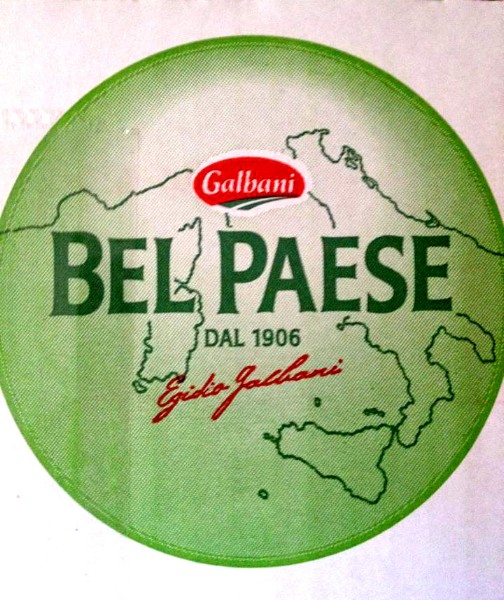 Galbani
BEL PAESE
DAL 1906
Egidio Galbani